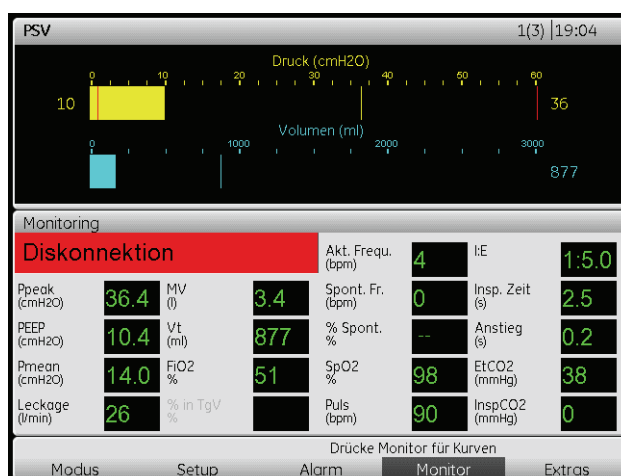 PSV 1(3) | 19:04
Druck (cmH2O)
0 10 20 30 40 50 60
10 36
Volumen (ml)
0 1000 2000 3000
877
Monitoring
Diskonnektion
Akt. Frequ. (bpm) 4 I:E 1:5.0
Ppeak (cmH2O) 36.4 MV (l) 3.4 Spont. Fr. (bpm) 0 Insp. Zeit (s) 2.5
PEEP (cmH2O) 10.4 Vt (ml) 877 % Spont. % -- Anstieg (s) 0.2
Pmean (cmH2O) 14.0 FiO2 % 51 SpO2 % 98 EtCO2 (mmHg) 38
Leckage (l/min) 26 % in TgV % Puls (bpm) 90 InspCO2 (mmHg) 0
Drücke Monitor für Kurven
Modus Setup Alarm Monitor Extras